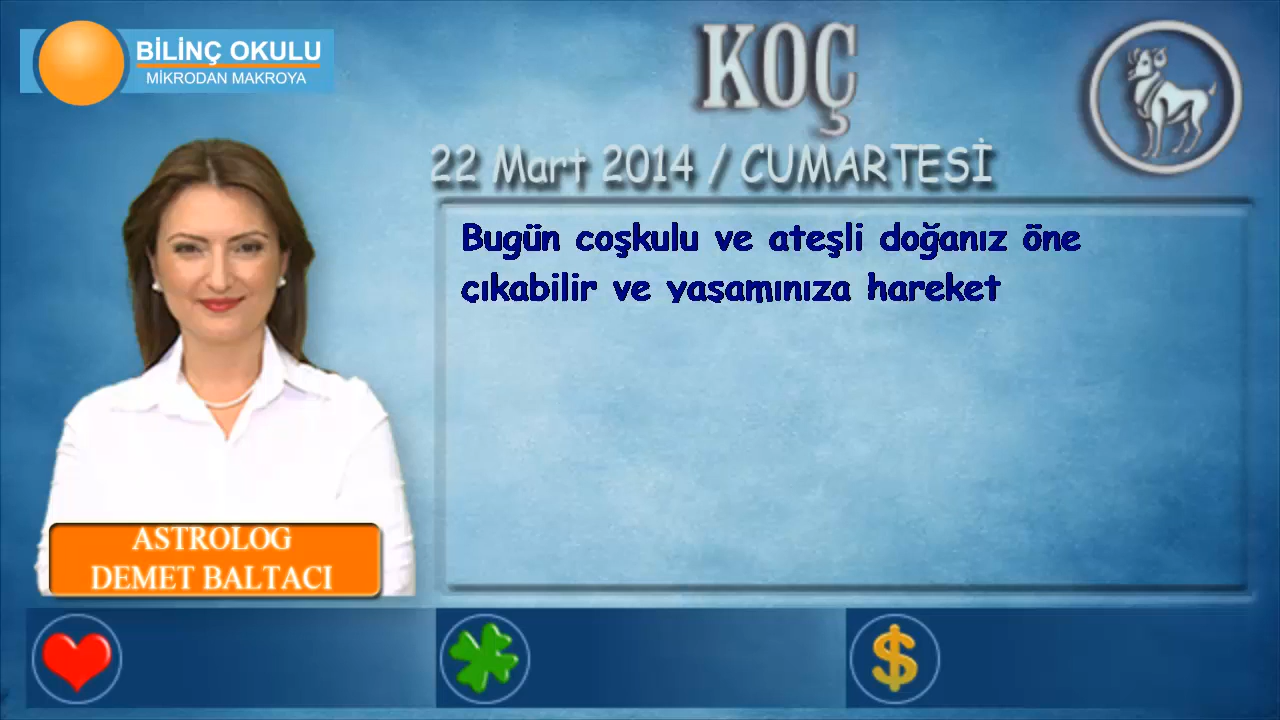 BİLİNÇ OKULU
MİKRODAN MAKROYA
KOÇ
22 Mart 2014 / CUMARTESİ
Bugün coşkulu ve ateşli doğanız öne
çıkabilir ve yaşamınıza hareket
ASTROLOG
DEMET BALTACI